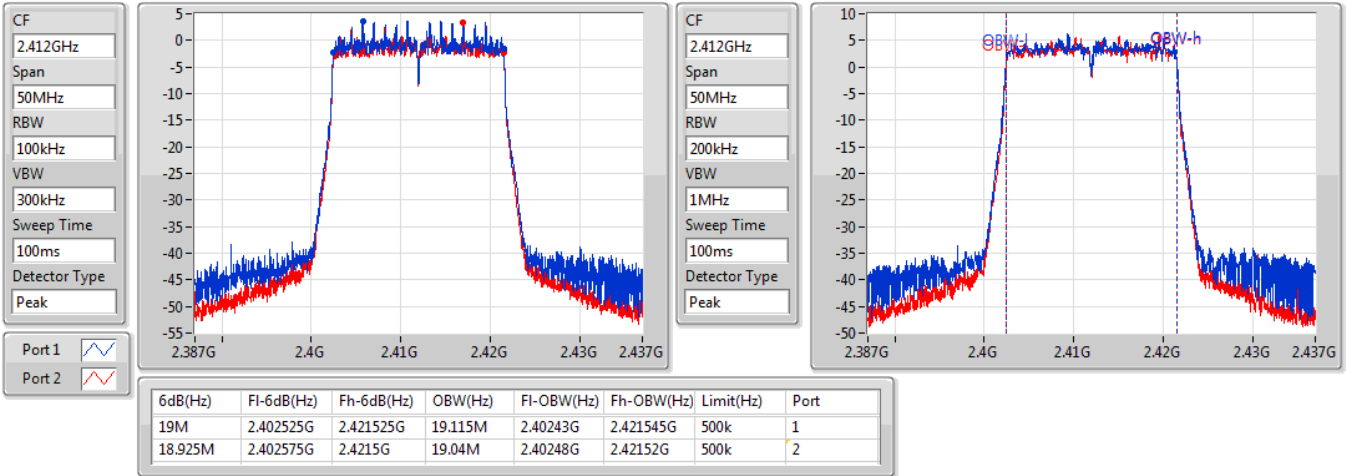 CF
2.412GHz
Span
50MHz
RBW
100kHz
VBW
300kHz
Sweep Time
100ms
Detector Type
Peak
Port 1
Port 2
5
0
-5
-10
-15
-20
-25
-30
-35
-40
-45
-50
-55
2.387G 2.4G 2.41G 2.42G 2.43G 2.437G
CF
2.412GHz
Span
50MHz
RBW
200kHz
VBW
1MHz
Sweep Time
100ms
Detector Type
Peak
10
5
0
-5
-10
-15
-20
-25
-30
-35
-40
-45
-50
OBW-l OBW-h
2.387G 2.4G 2.41G 2.42G 2.43G 2.437G
6dB(Hz) Fl-6dB(Hz) Fh-6dB(Hz) OBW(Hz) Fl-OBW(Hz) Fh-OBW(Hz) Limit(Hz) Port
19M 2.402525G 2.421525G 19.115M 2.40243G 2.421545G 500k 1
18.925M 2.402575G 2.4215G 19.04M 2.40248G 2.42152G 500k 2